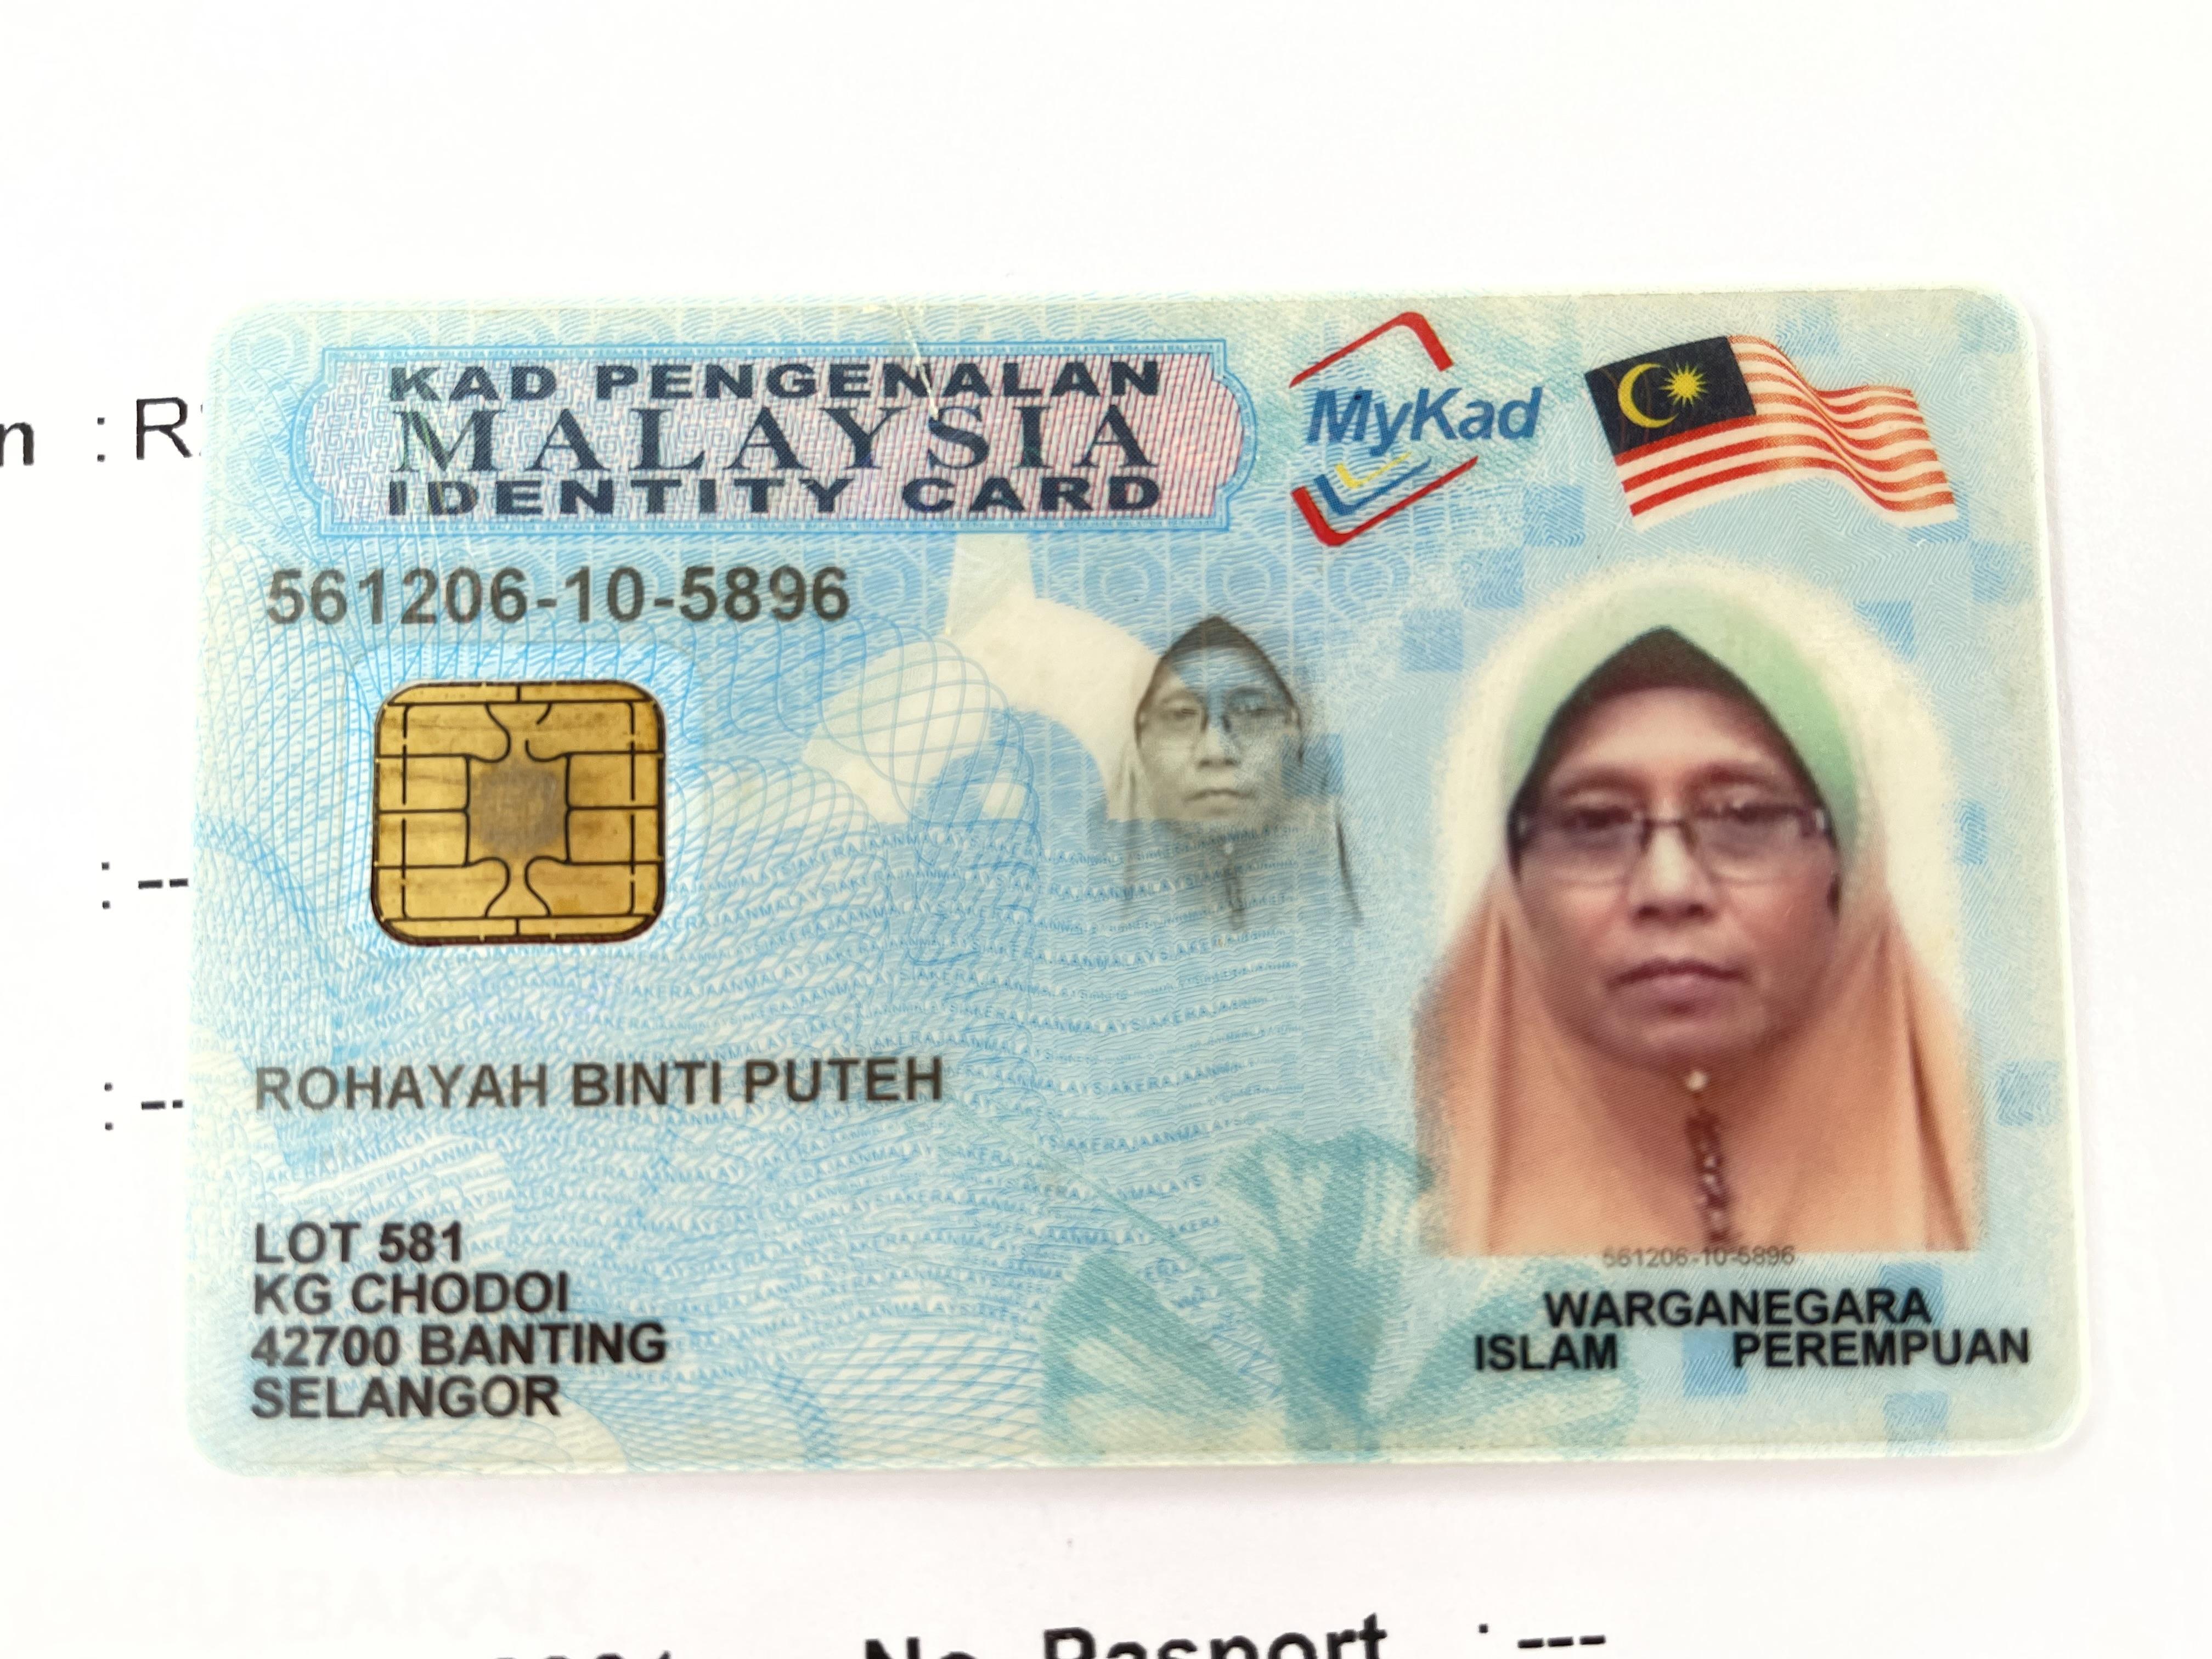 KAD PENGENALAN
MALAYSIA
IDENTITY CARD
MyKad
n : R
561206-10-5896
: --
ROHAYAH BINTI PUTEH
: --
LOT 581
KG CHODOI
42700 BANTING
SELANGOR
561206-10-5896
WARGANEGARA
ISLAM PEREMPUAN
No. Pasport : ---